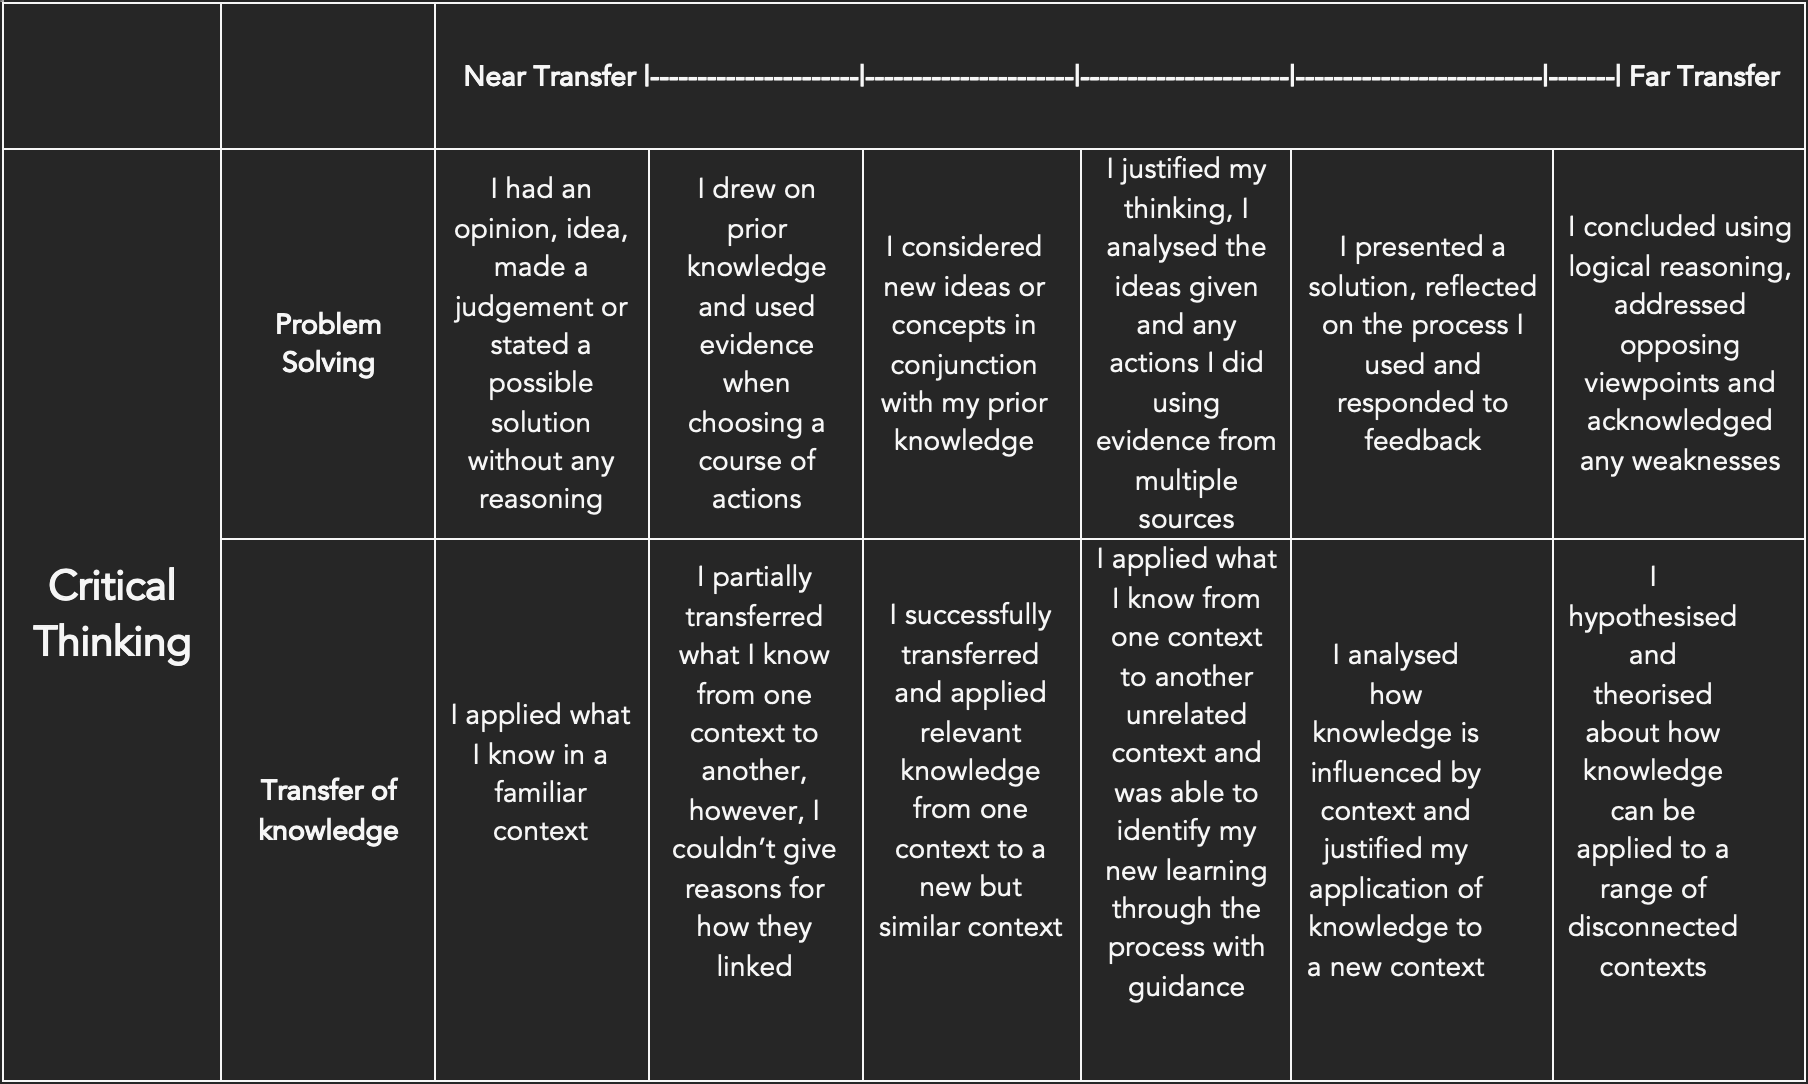 Near Transfer |----------------------|----------------------|----------------------|--------------------------|-------| Far Transfer
Critical
Thinking
Problem
Solving
I had an
opinion, idea,
made a
judgement or
stated a
possible
solution
without any
reasoning
I drew on
prior
knowledge
and used
evidence
when
choosing a
course of
actions
I considered
new ideas or
concepts in
conjunction
with my prior
knowledge
I justified my
thinking, I
analysed the
ideas given
and any
actions I did
using
evidence from
multiple
sources
I presented a
solution, reflected
on the process I
used and
responded to
feedback
I concluded using
logical reasoning,
addressed
opposing
viewpoints and
acknowledged
any weaknesses
Transfer of
knowledge
I applied what
I know in a
familiar
context
I partially
transferred
what I know
from one
context to
another,
however, I
couldn’t give
reasons for
how they
linked
I successfully
transferred
and applied
relevant
knowledge
from one
context to a
new but
similar context
I applied what
I know from
one context
to another
unrelated
context and
was able to
identify my
new learning
through the
process with
guidance
I analysed
how
knowledge is
influenced by
context and
justified my
application of
knowledge to
a new context
I
hypothesised
and
theorised
about how
knowledge
can be
applied to a
range of
disconnected
contexts